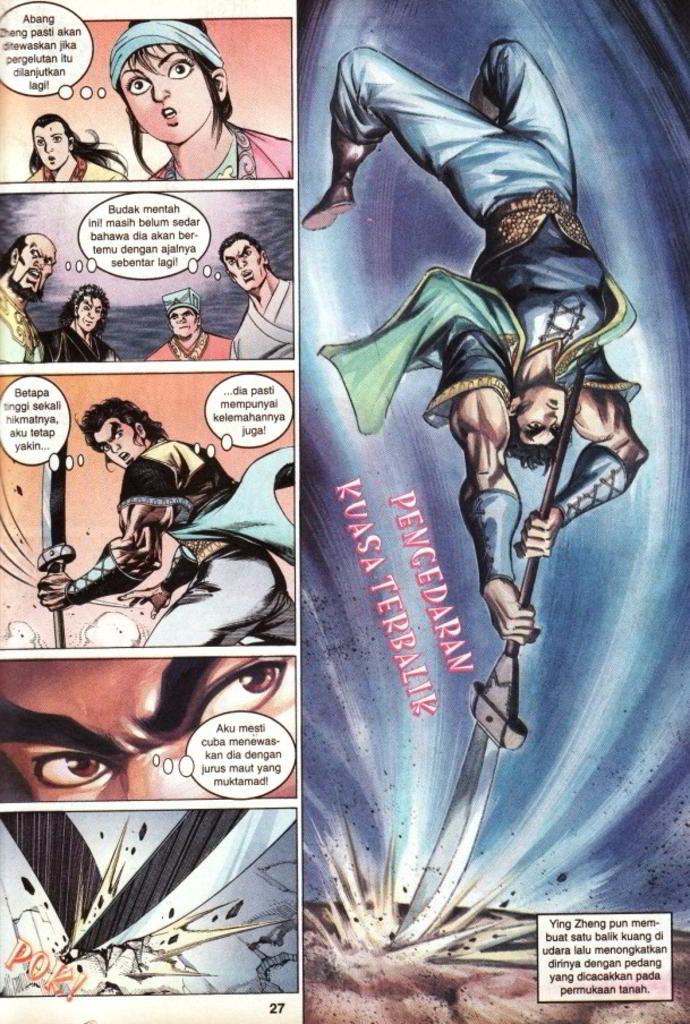 Abang
Zheng pasti akan
ditewaskan jika
pergelutan itu
dilanjutkan
lagi!
Budak mentah
ini! masih belum sedar
bahawa dia akan ber-
temu dengan ajalnya
sebentar lagi!
Betapa
tinggi sekali
hikmatnya,
aku tetap
yakin...
...dia pasti
mempunyai
kelemahannya
juga!
Aku mesti
cuba menewas-
kan dia dengan
jurus maut yang
muktamad!
POK!
27
PENGEDARAN
KUASA TERBALIK
Ying Zheng pun mem-
buat satu balik kuang di
udara lalu menongkatkan
dirinya dengan pedang
yang dicacakkan pada
permukaan tanah.